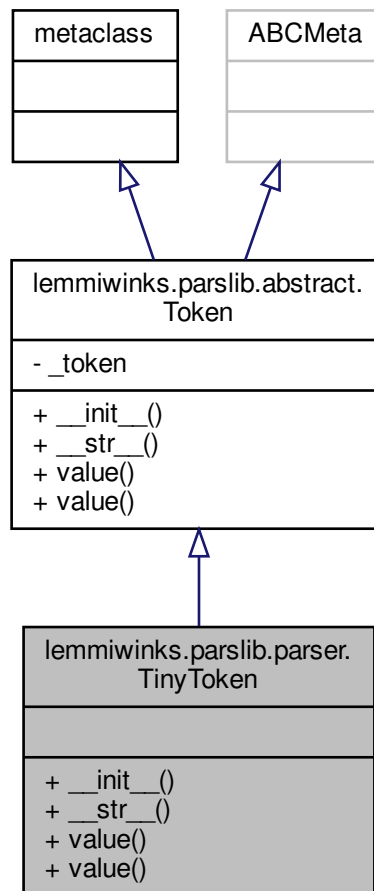 metaclass
ABCMeta
lemmiwinks.parslib.abstract.
Token
- _token
+ __init__()
+ __str__()
+ value()
+ value()
lemmiwinks.parslib.parser.
TinyToken
+ __init__()
+ __str__()
+ value()
+ value()